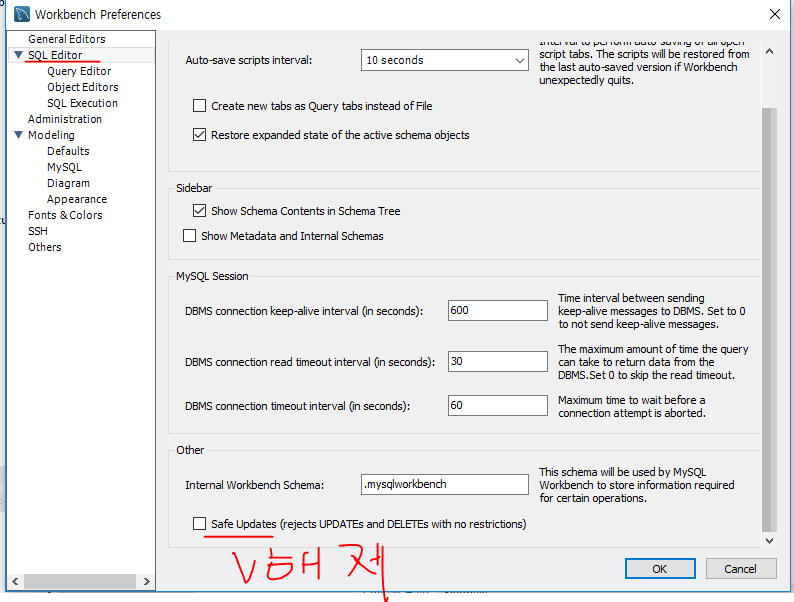 Workbench Preferences
General Editors
SQL Editor
Query Editor
Object Editors
SQL Execution
Administration
Modeling
Defaults
MySQL
Diagram
Appearance
Fonts & Colors
SSH
Others
Auto-save scripts interval:
10 seconds
Interval to perform auto-saving of all open
script tabs. The scripts will be restored from
the last auto-saved version if Workbench
unexpectedly quits.
Create new tabs as Query tabs instead of File
Restore expanded state of the active schema objects
Sidebar
Show Schema Contents in Schema Tree
Show Metadata and Internal Schemas
MySQL Session
DBMS connection keep-alive interval (in seconds):
600
Time interval between sending
keep-alive messages to DBMS. Set to 0
to not send keep-alive messages.
DBMS connection read timeout interval (in seconds):
30
The maximum amount of time the query
can take to return data from the
DBMS.Set 0 to skip the read timeout.
DBMS connection timeout interval (in seconds):
60
Maximum time to wait before a
connection attempt is aborted.
Other
Internal Workbench Schema:
.mysqlworkbench
This schema will be used by MySQL
Workbench to store information required
for certain operations.
Safe Updates (rejects UPDATEs and DELETEs with no restrictions)
V해제
OK
Cancel